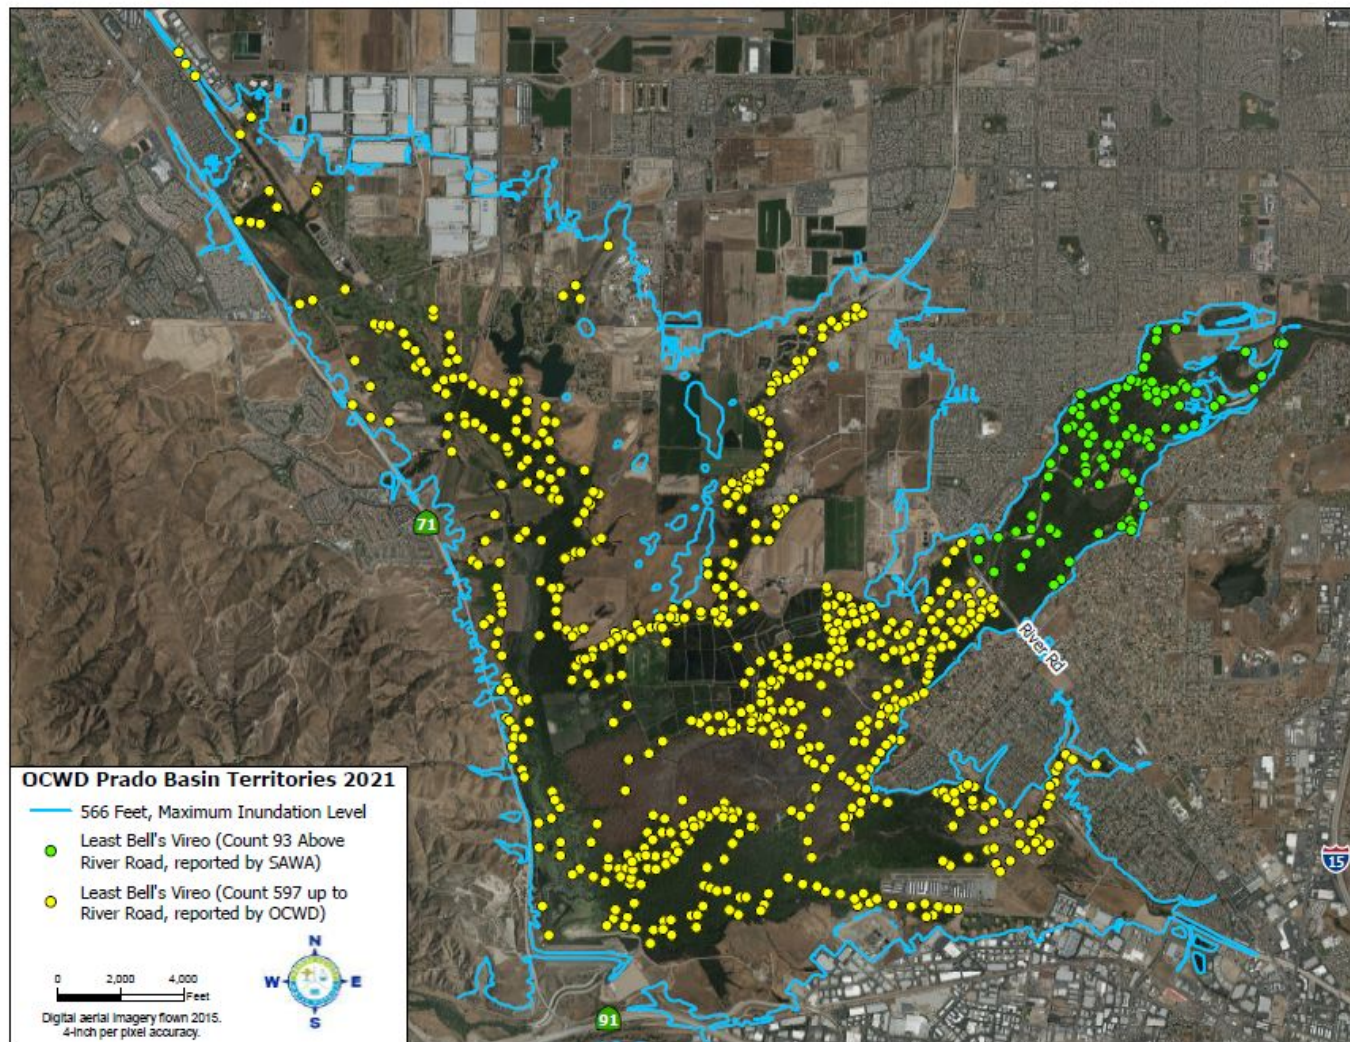 71
River Rd
15
91
OCWD Prado Basin Territories 2021
566 Feet, Maximum Inundation Level
Least Bell's Vireo (Count 93 Above
River Road, reported by SAWA)
Least Bell's Vireo (Count 597 up to
River Road, reported by OCWD)
N
W E
S
0 2,000 4,000
Feet
Digital aerial imagery flown 2015.
4-inch per pixel accuracy.